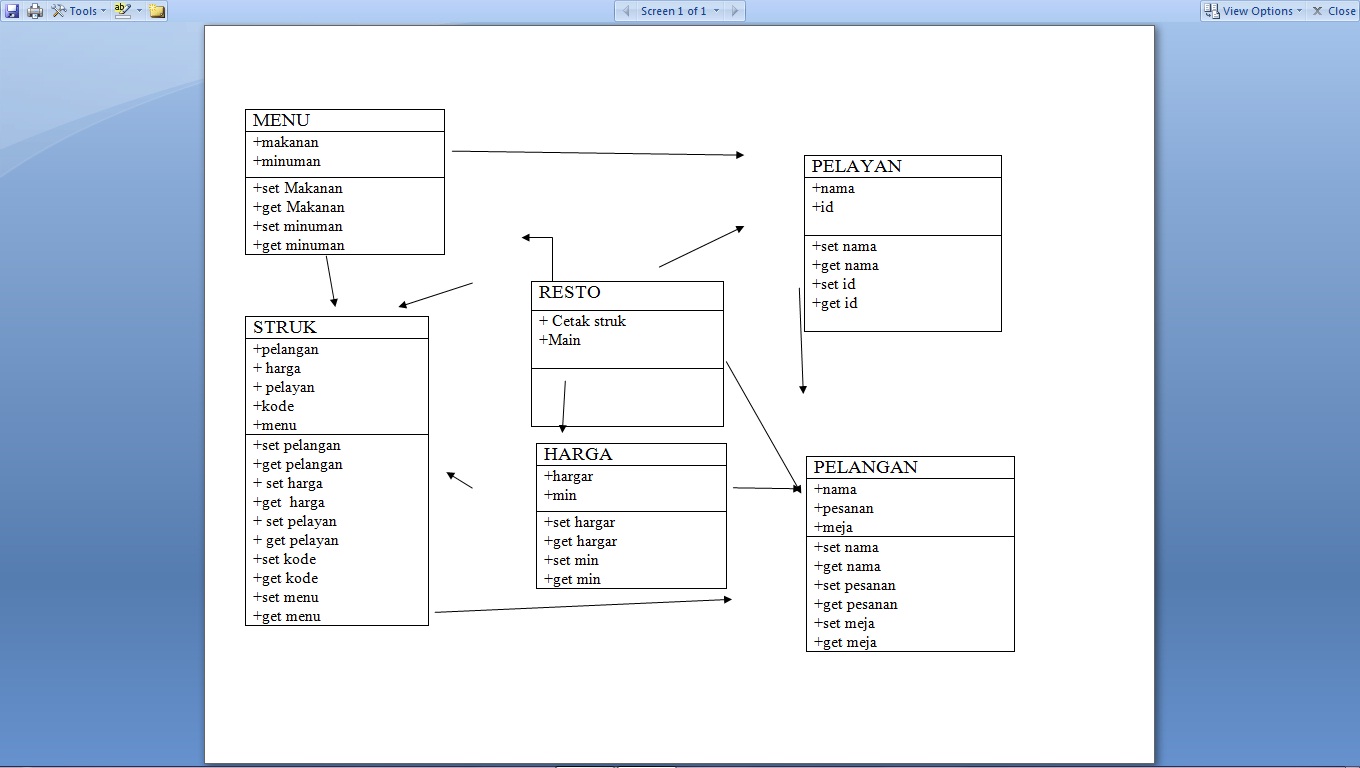 Tools
Screen 1 of 1
View Options
Close
MENU
+makanan
+minuman
+set Makanan
+get Makanan
+set minuman
+get minuman
PELAYAN
+nama
+id
+set nama
+get nama
+set id
+get id
RESTO
+ Cetak struk
+Main
STRUK
+pelangan
+ harga
+ pelayan
+kode
+menu
+set pelangan
+get pelangan
+ set harga
+get  harga
+ set pelayan
+ get pelayan
+set kode
+get kode
+set menu
+get menu
HARGA
+hargar
+min
+set hargar
+get hargar
+set min
+get min
PELANGAN
+nama
+pesanan
+meja
+set nama
+get nama
+set pesanan
+get pesanan
+set meja
+get meja